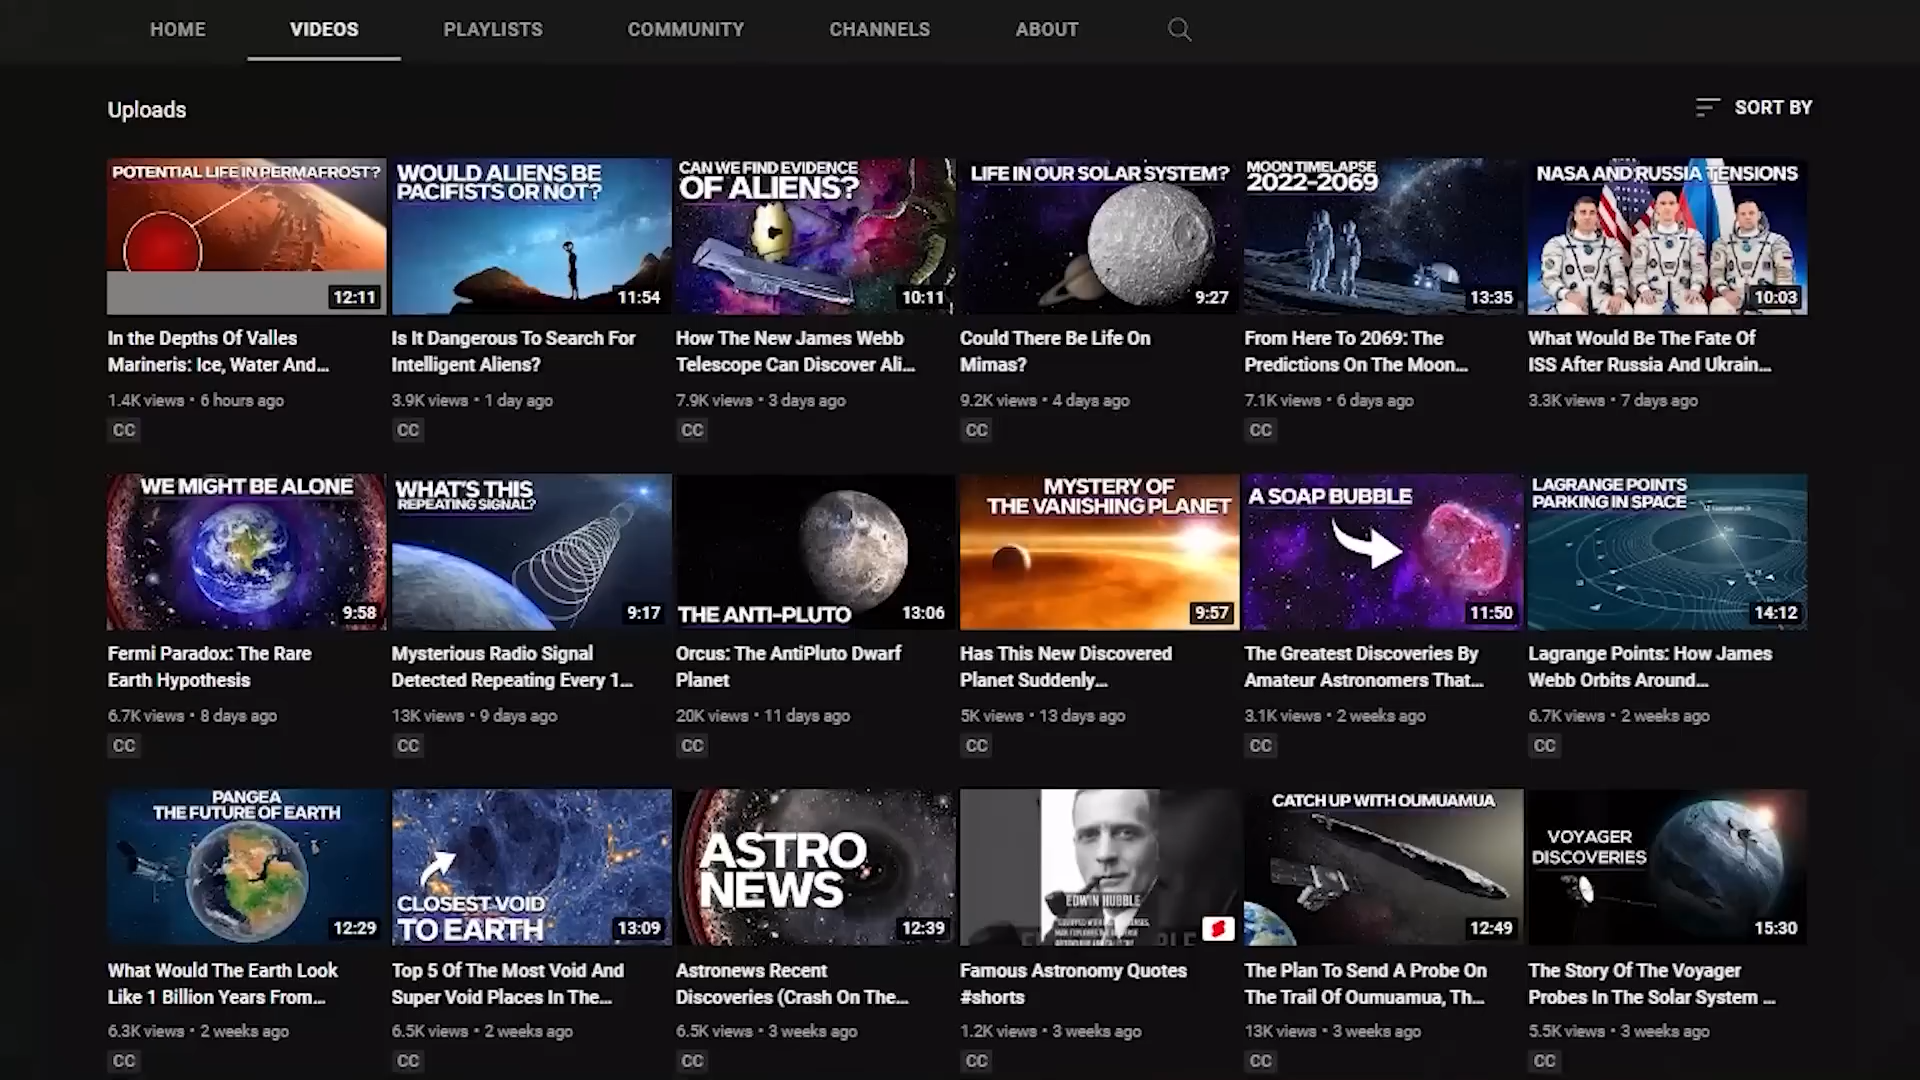 HOME VIDEOS PLAYLISTS COMMUNITY CHANNELS ABOUT
Uploads
SORT BY
POTENTIAL LIFE IN PERMAFROST?
12:11
In the Depths Of Valles
Marineris: Ice, Water And...
1.4K views • 6 hours ago
CC
WOULD ALIENS BE
PACIFISTS OR NOT?
11:54
Is It Dangerous To Search For
Intelligent Aliens?
3.9K views • 1 day ago
CC
CAN WE FIND EVIDENCE
OF ALIENS?
10:11
How The New James Webb
Telescope Can Discover Ali...
7.9K views • 3 days ago
CC
LIFE IN OUR SOLAR SYSTEM?
9:27
Could There Be Life On
Mimas?
9.2K views • 4 days ago
CC
MOON TIMELAPSE
2022-2069
13:35
From Here To 2069: The
Predictions On The Moon...
7.1K views • 6 days ago
CC
NASA AND RUSSIA TENSIONS
10:03
What Would Be The Fate Of
ISS After Russia And Ukrain...
3.3K views • 7 days ago
WE MIGHT BE ALONE
9:58
Fermi Paradox: The Rare
Earth Hypothesis
6.7K views • 8 days ago
CC
WHAT'S THIS
REPEATING SIGNAL?
9:17
Mysterious Radio Signal
Detected Repeating Every 1...
13K views • 9 days ago
CC
THE ANTI-PLUTO
13:06
Orcus: The AntiPluto Dwarf
Planet
20K views • 11 days ago
CC
MYSTERY OF
THE VANISHING PLANET
9:57
Has This New Discovered
Planet Suddenly...
5K views • 13 days ago
CC
A SOAP BUBBLE
11:50
The Greatest Discoveries By
Amateur Astronomers That...
3.1K views • 2 weeks ago
CC
LAGRANGE POINTS
PARKING IN SPACE
14:12
Lagrange Points: How James
Webb Orbits Around...
6.7K views • 2 weeks ago
CC
PANGEA
THE FUTURE OF EARTH
12:29
What Would The Earth Look
Like 1 Billion Years From...
6.3K views • 2 weeks ago
CC
CLOSEST VOID
TO EARTH
13:09
Top 5 Of The Most Void And
Super Void Places In The...
6.5K views • 2 weeks ago
CC
ASTRO
NEWS
12:39
Astronews Recent
Discoveries (Crash On The...
6.5K views • 3 weeks ago
CC
EDWIN HUBBLE
Famous Astronomy Quotes
#shorts
1.2K views • 3 weeks ago
CC
CATCH UP WITH OUMUAMUA
12:49
The Plan To Send A Probe On
The Trail Of Oumuamua, Th...
13K views • 3 weeks ago
CC
VOYAGER
DISCOVERIES
15:30
The Story Of The Voyager
Probes In The Solar System ...
5.5K views • 3 weeks ago
CC